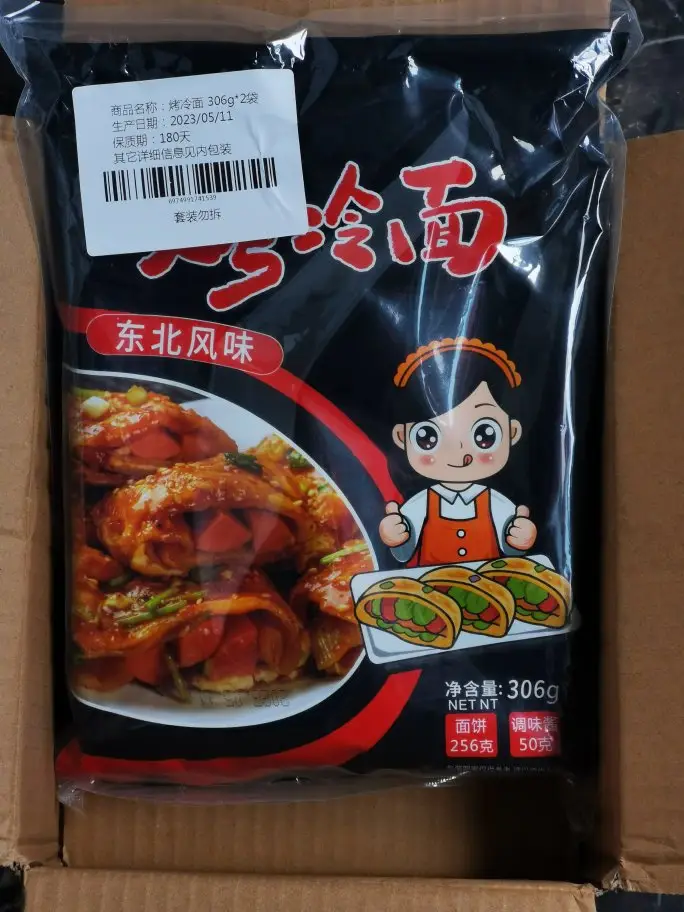 商品名称：烤冷面 306g*2袋
生产日期：2023/05/11
保质期：180天
其它详细信息见内包装
6974991741539
套装勿拆
烤冷面
东北风味
净含量: 306g
NET NT
面饼
256克
调味酱
50克